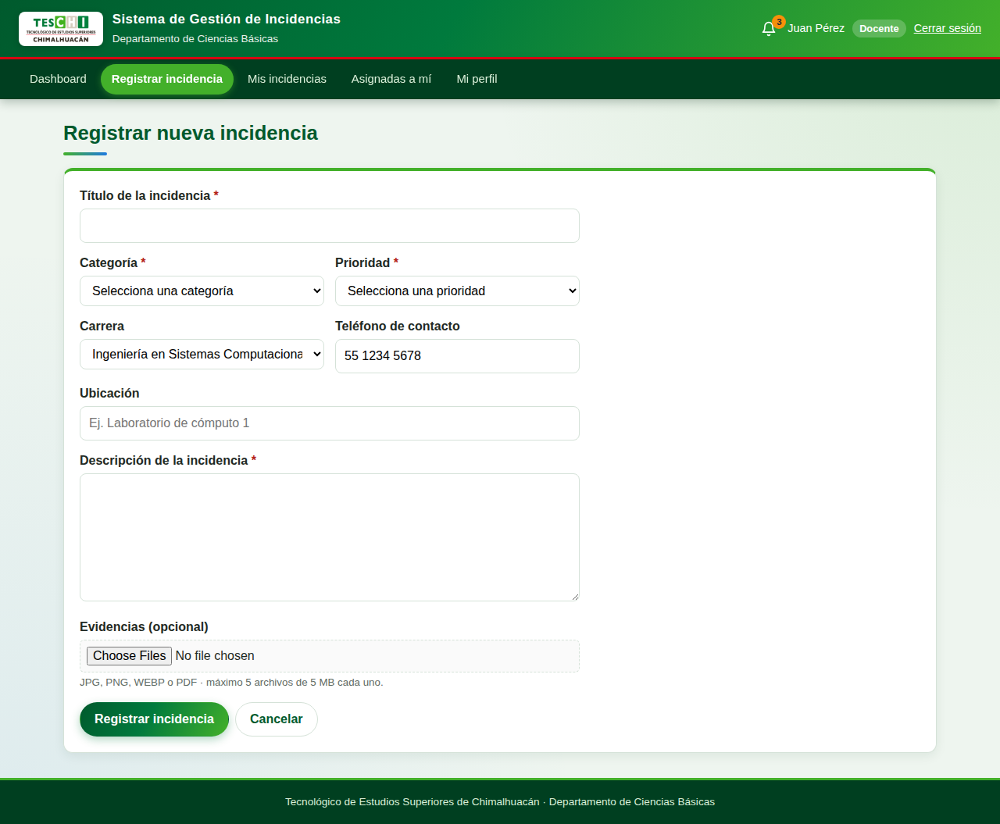 TESCHI
TECNOLÓGICO DE ESTUDIOS SUPERIORES
CHIMALHUACÁN
Sistema de Gestión de Incidencias
Departamento de Ciencias Básicas
3
Juan Pérez
Docente
Cerrar sesión
Dashboard
Registrar incidencia
Mis incidencias
Asignadas a mí
Mi perfil
Registrar nueva incidencia
Título de la incidencia *
Categoría *
Prioridad *
Selecciona una categoría
Selecciona una prioridad
Carrera
Teléfono de contacto
Ingeniería en Sistemas Computaciona
55 1234 5678
Ubicación
Ej. Laboratorio de cómputo 1
Descripción de la incidencia *
Evidencias (opcional)
Choose Files No file chosen
JPG, PNG, WEBP o PDF · máximo 5 archivos de 5 MB cada uno.
Registrar incidencia
Cancelar
Tecnológico de Estudios Superiores de Chimalhuacán · Departamento de Ciencias Básicas